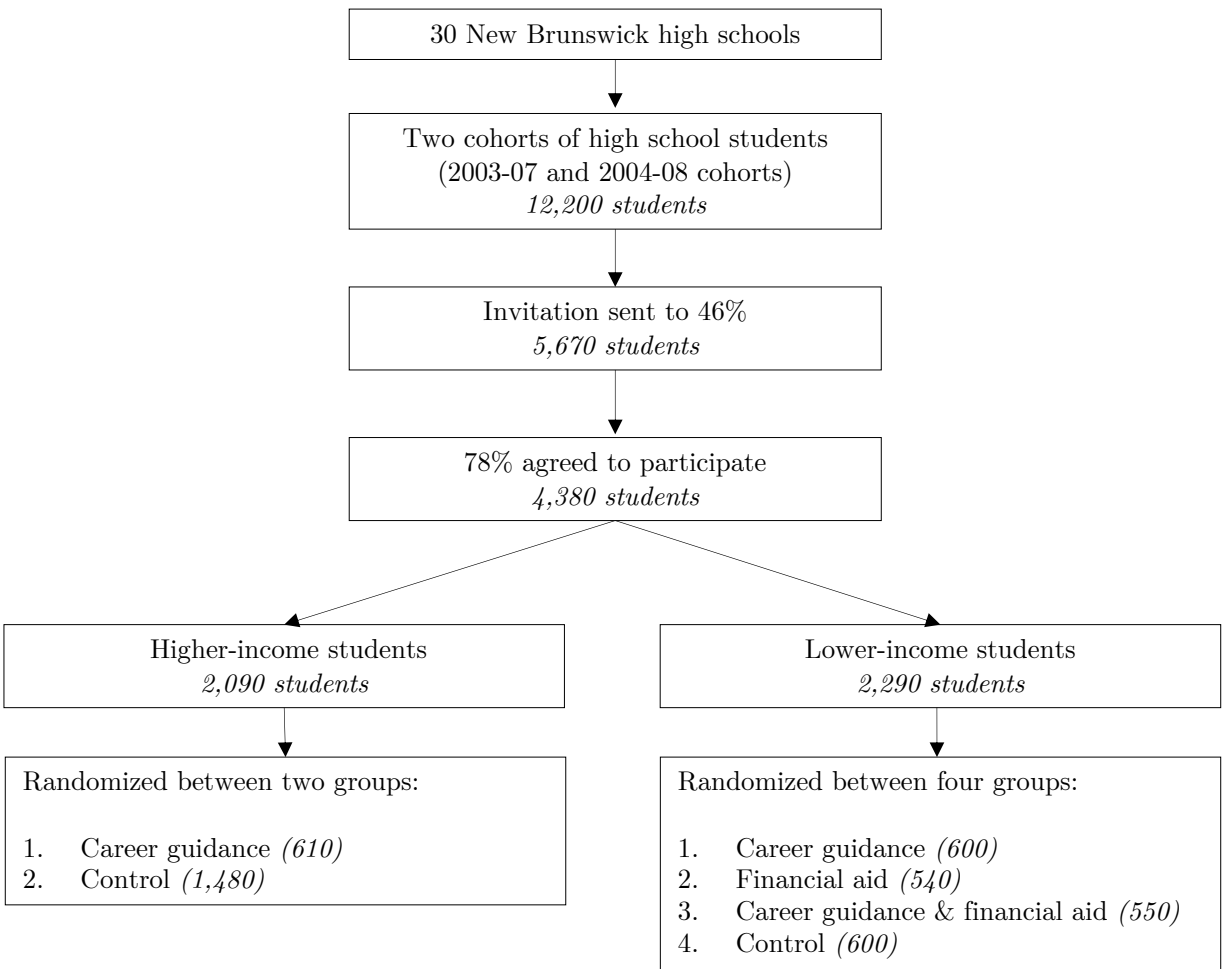 30 New Brunswick high schools
Two cohorts of high school students
(2003-07 and 2004-08 cohorts)
12,200 students
Invitation sent to 46%
5,670 students
78% agreed to participate
4,380 students
Higher-income students
2,090 students
Lower-income students
2,290 students
Randomized between two groups:
1. Career guidance (610)
2. Control (1,480)
Randomized between four groups:
1. Career guidance (600)
2. Financial aid (540)
3. Career guidance & financial aid (550)
4. Control (600)